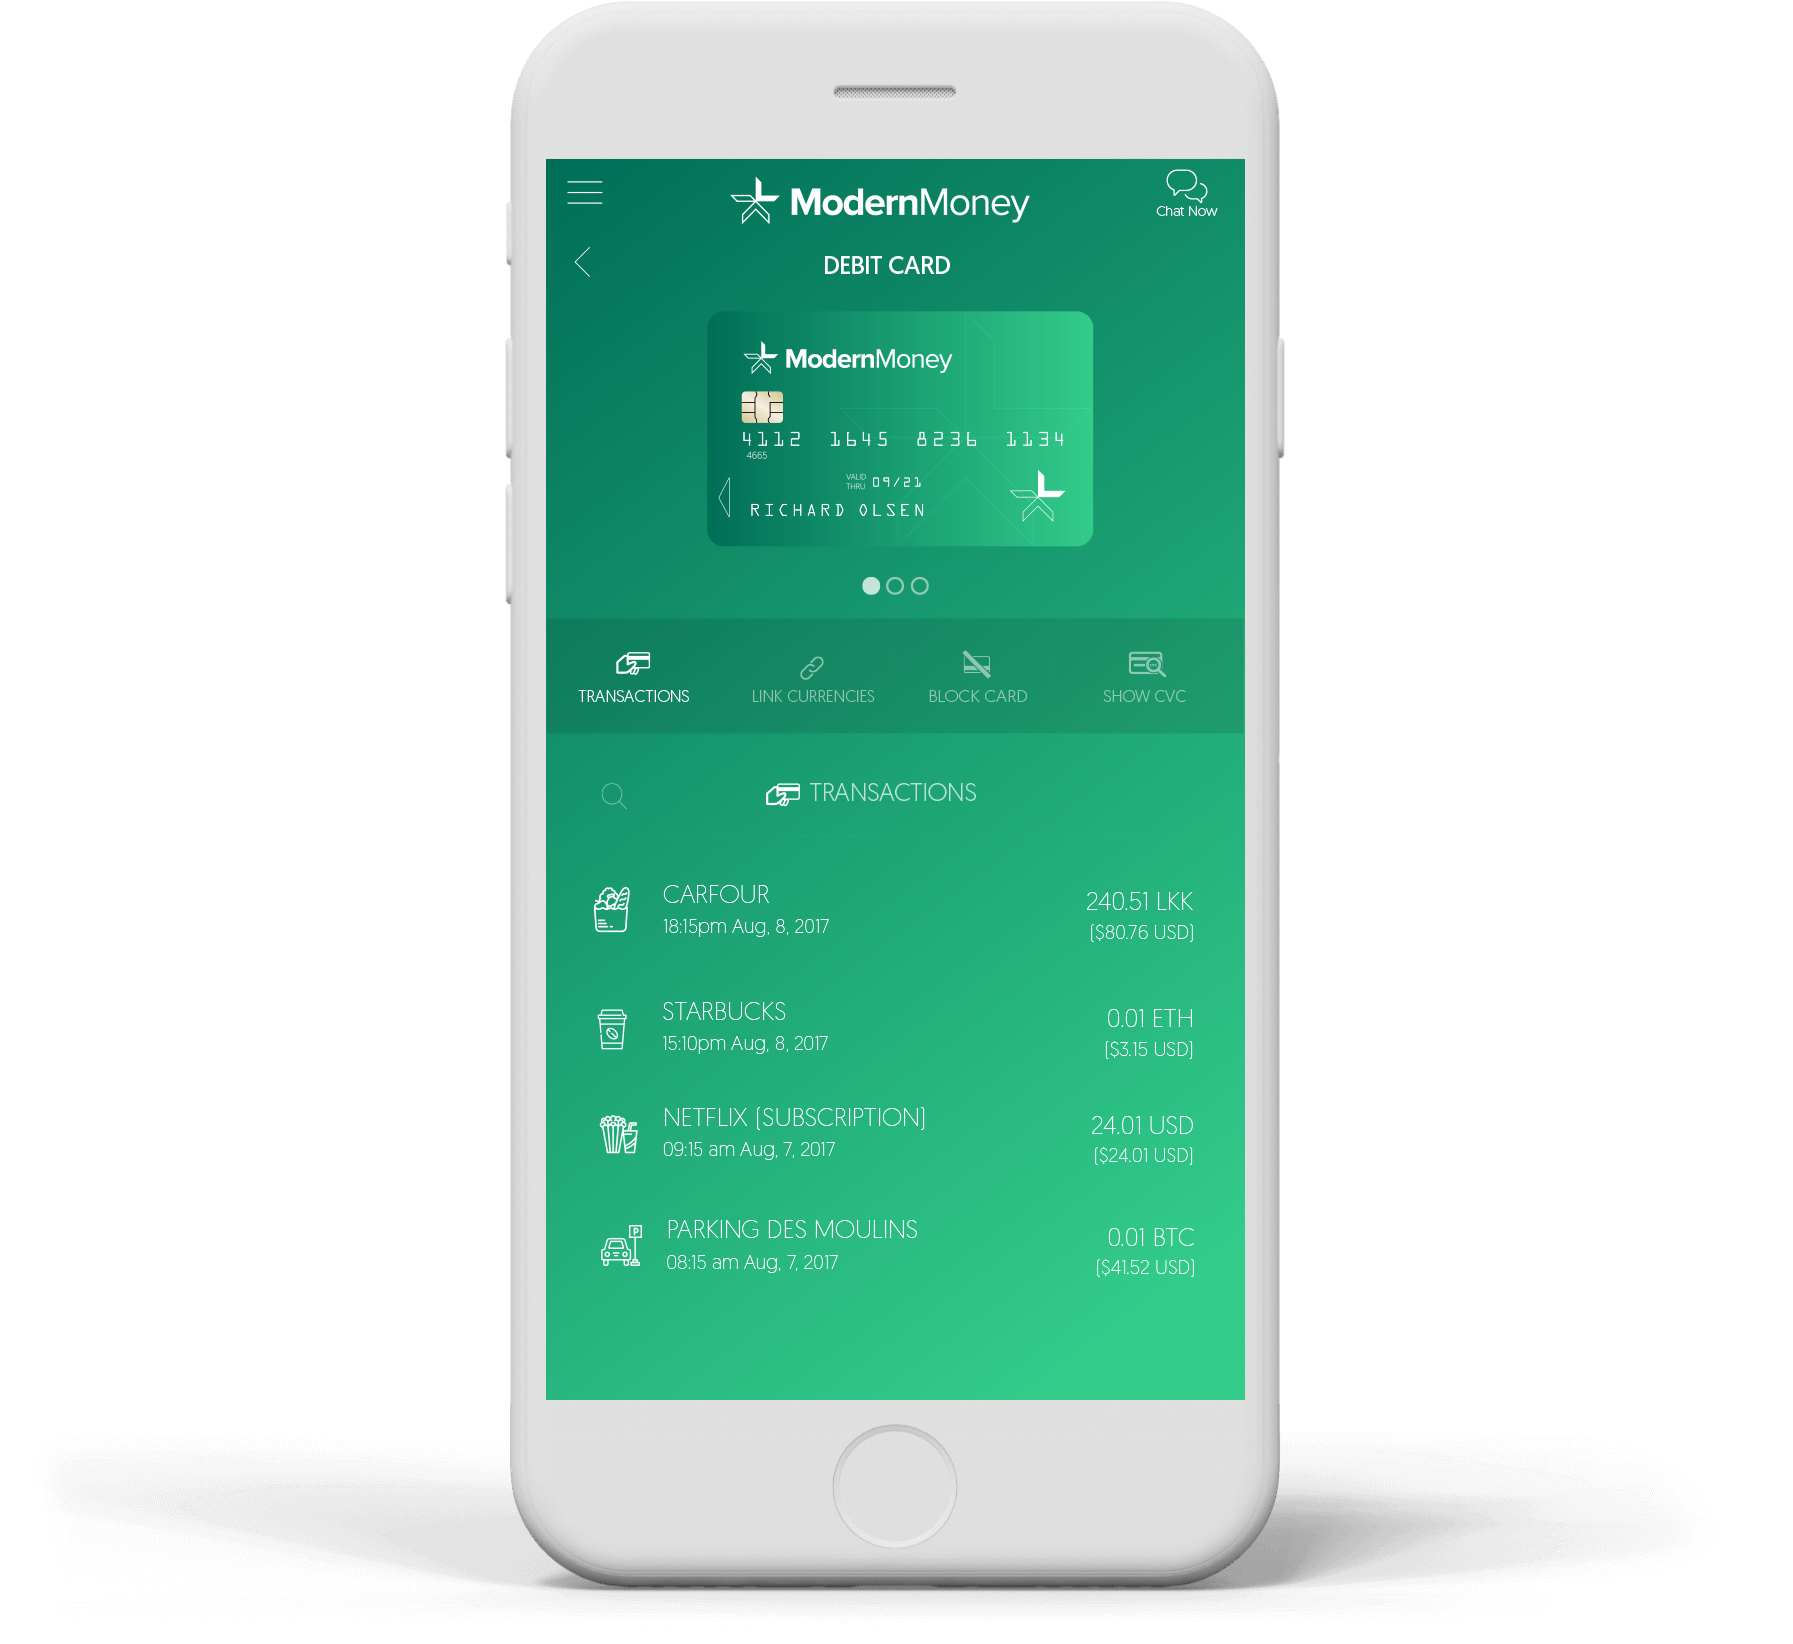 ModernMoney
Chat Now
DEBIT CARD
ModernMoney
4112 1645 8236 1134
4665
VALID THRU 09/21
RICHARD OLSEN
TRANSACTIONS
LINK CURRENCIES
BLOCK CARD
SHOW CVC
TRANSACTIONS
CARFOUR
240.51 LKK
18:15pm Aug, 8, 2017
($80.76 USD)
STARBUCKS
0.01 ETH
15:10pm Aug, 8, 2017
($3.15 USD)
NETFLIX (SUBSCRIPTION)
24.01 USD
09:15 am Aug, 7, 2017
($24.01 USD)
P
PARKING DES MOULINS
0.01 BTC
08:15 am Aug, 7, 2017
($41.52 USD)